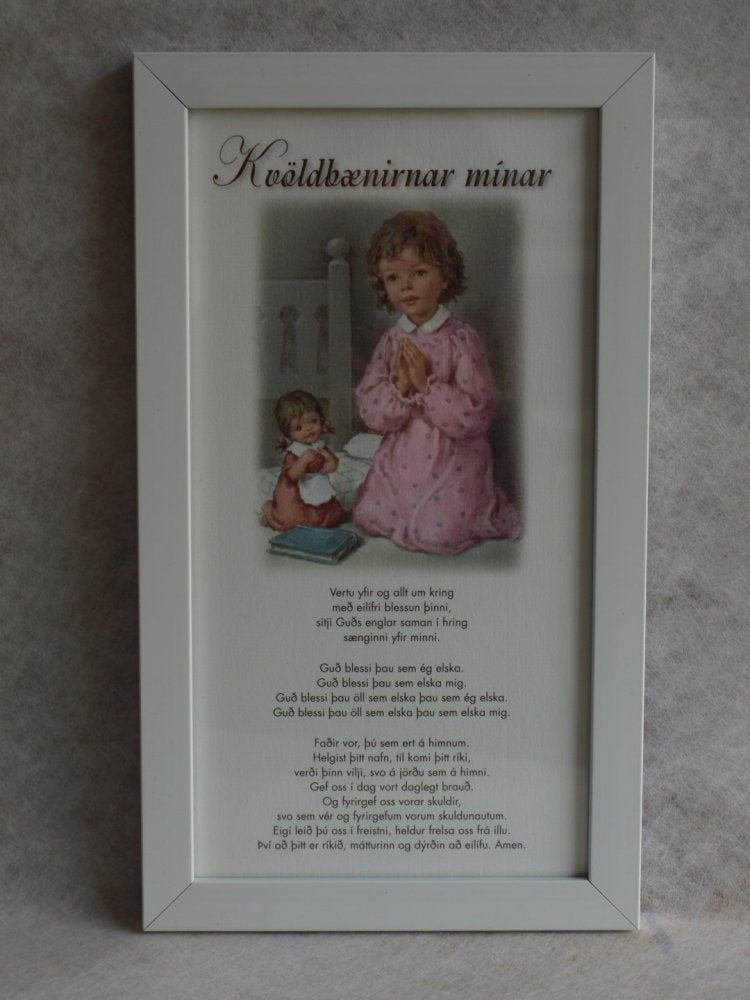 Kvöldbænirnar mínar
Vertu yfir og allt um kring
með eilífri blessun þinni,
sitji Guðs englar saman í hring
sænginni yfir minni.
Guð blessi þau sem ég elska.
Guð blessi þau sem elska mig.
Guð blessi þau öll sem elska þau sem ég elska.
Guð blessi þau öll sem elska þau sem elska mig.
Faðir vor, þú sem ert á himnum.
Helgist þitt nafn, til komi þitt ríki,
verði þinn vilji, svo á jörðu sem á himni.
Gef oss í dag vort daglegt brauð.
Og fyrirgef oss vorar skuldir,
svo sem vér og fyrirgefum vorum skuldunautum.
Eigi leið þú oss í freistni, heldur frelsa oss frá illu.
Því að þitt er ríkið, mátturinn og dýrðin að eilífu. Amen.